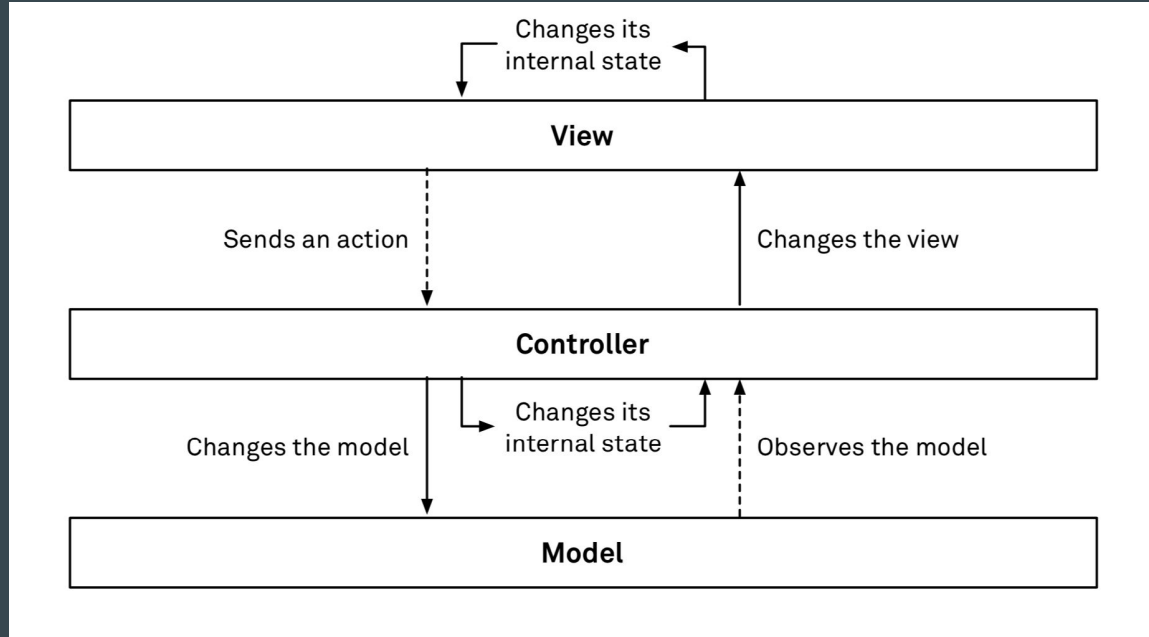 Changes its
internal state
View
Sends an action
Changes the view
Controller
Changes its
internal state
Changes the model
Observes the model
Model